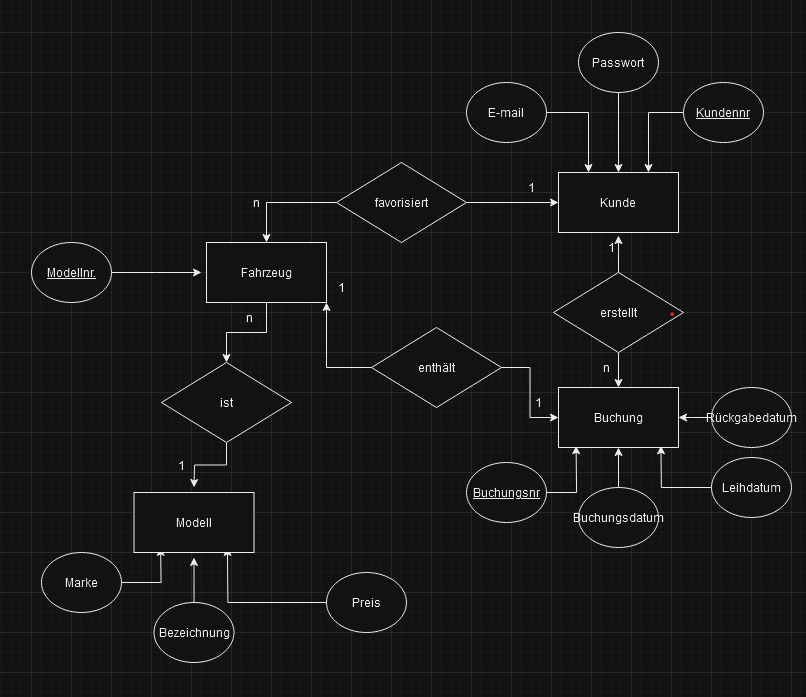 Passwort
E-mail
Kundennr
favorisiert
1
n
Kunde
1
Modellnr.
Fahrzeug
1
n
erstellt
enthält
n
ist
1
Buchung
Rückgabedatum
1
Buchungsnr
Leihdatum
Buchungsdatum
Modell
Marke
Preis
Bezeichnung